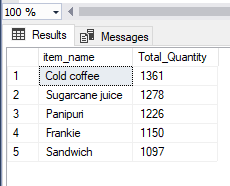 100 %
Results Messages
item_name Total_Quantity
1 Cold coffee 1361
2 Sugarcane juice 1278
3 Panipuri 1226
4 Frankie 1150
5 Sandwich 1097